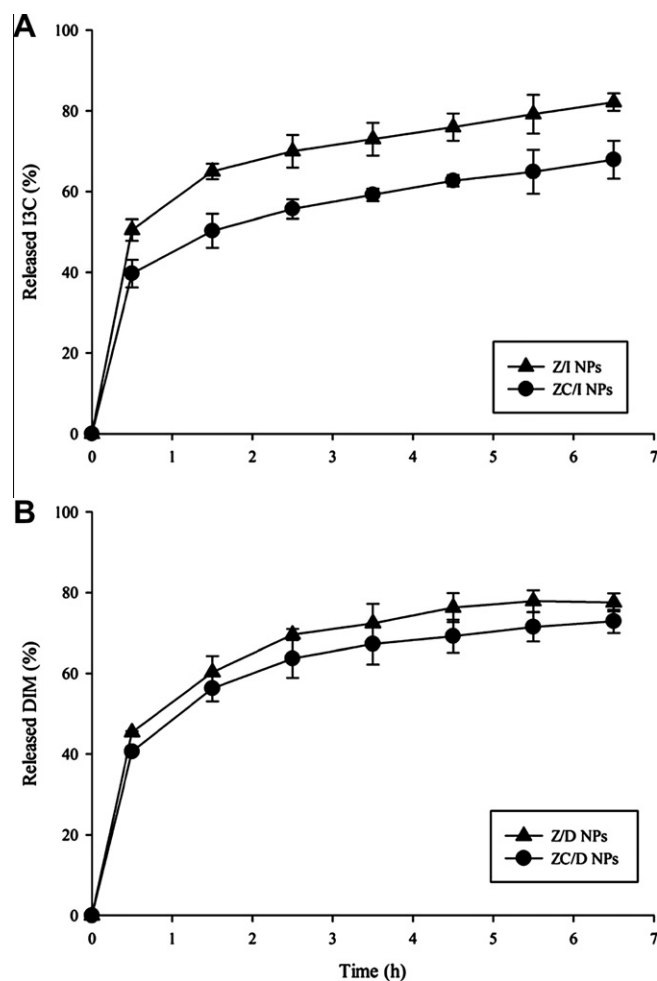 A
100
80
60
40
20
0
Released I3C (%)
Z/I NPs
ZC/I NPs
0 1 2 3 4 5 6 7
B
100
80
60
40
20
0
Released DIM (%)
Z/D NPs
ZC/D NPs
0 1 2 3 4 5 6 7
Time (h)